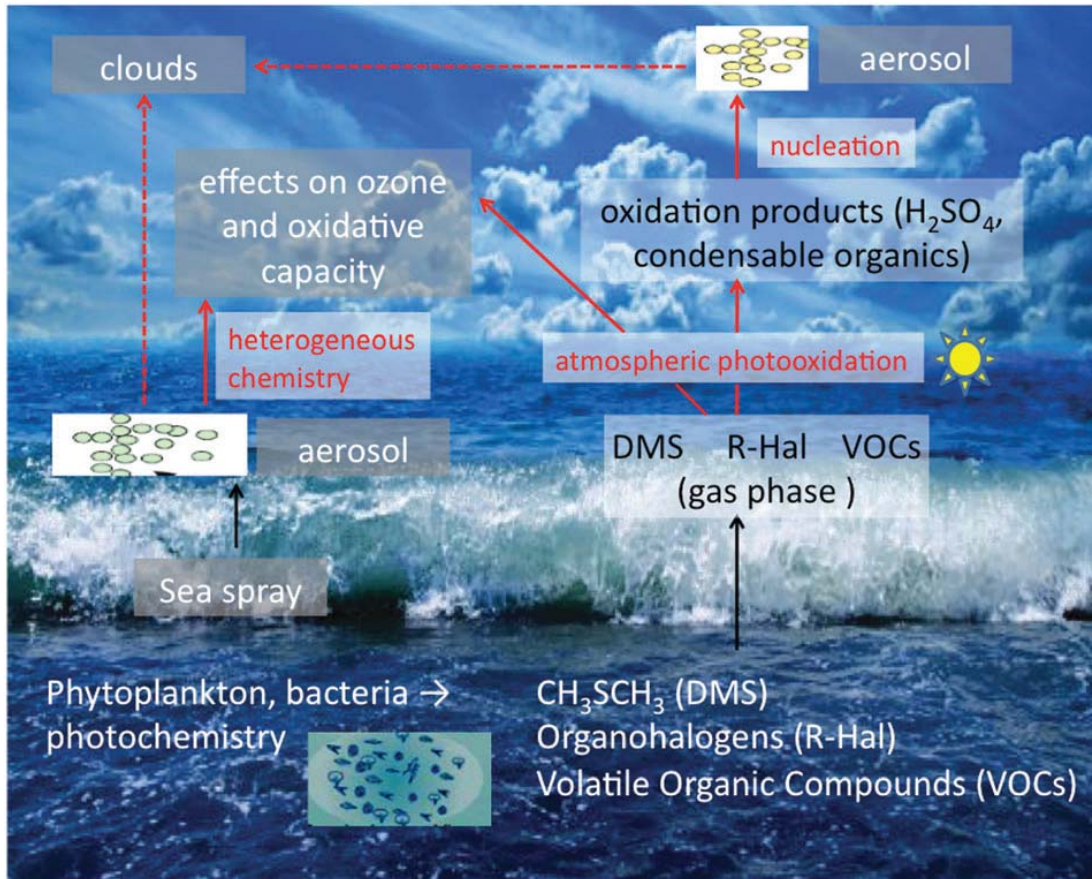 clouds
aerosol
nucleation
effects on ozone
and oxidative
capacity
oxidation products (H₂SO₄,
condensable organics)
heterogeneous
chemistry
atmospheric photooxidation
aerosol
DMS R-Hal VOCs
(gas phase )
Sea spray
Phytoplankton, bacteria →
photochemistry
CH₃SCH₃ (DMS)
Organohalogens (R-Hal)
Volatile Organic Compounds (VOCs)